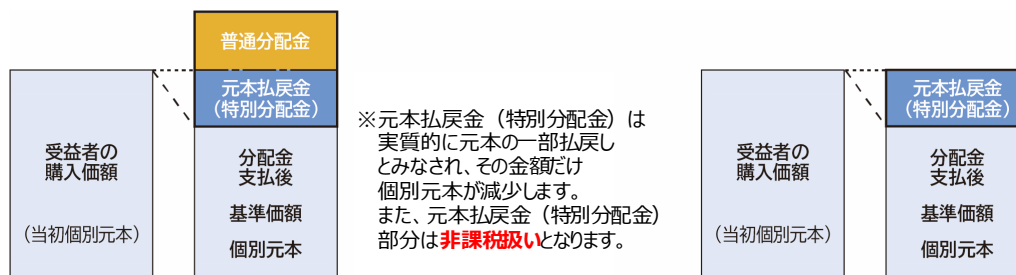 普通分配金
元本払戻金
（特別分配金）
受益者の
購入価額
（当初個別元本）
分配金
支払後
基準価額
個別元本
※元本払戻金（特別分配金）は
実質的に元本の一部払戻し
とみなされ、その金額だけ
個別元本が減少します。
また、元本払戻金（特別分配金）
部分は非課税扱いとなります。
元本払戻金
（特別分配金）
受益者の
購入価額
（当初個別元本）
分配金
支払後
基準価額
個別元本